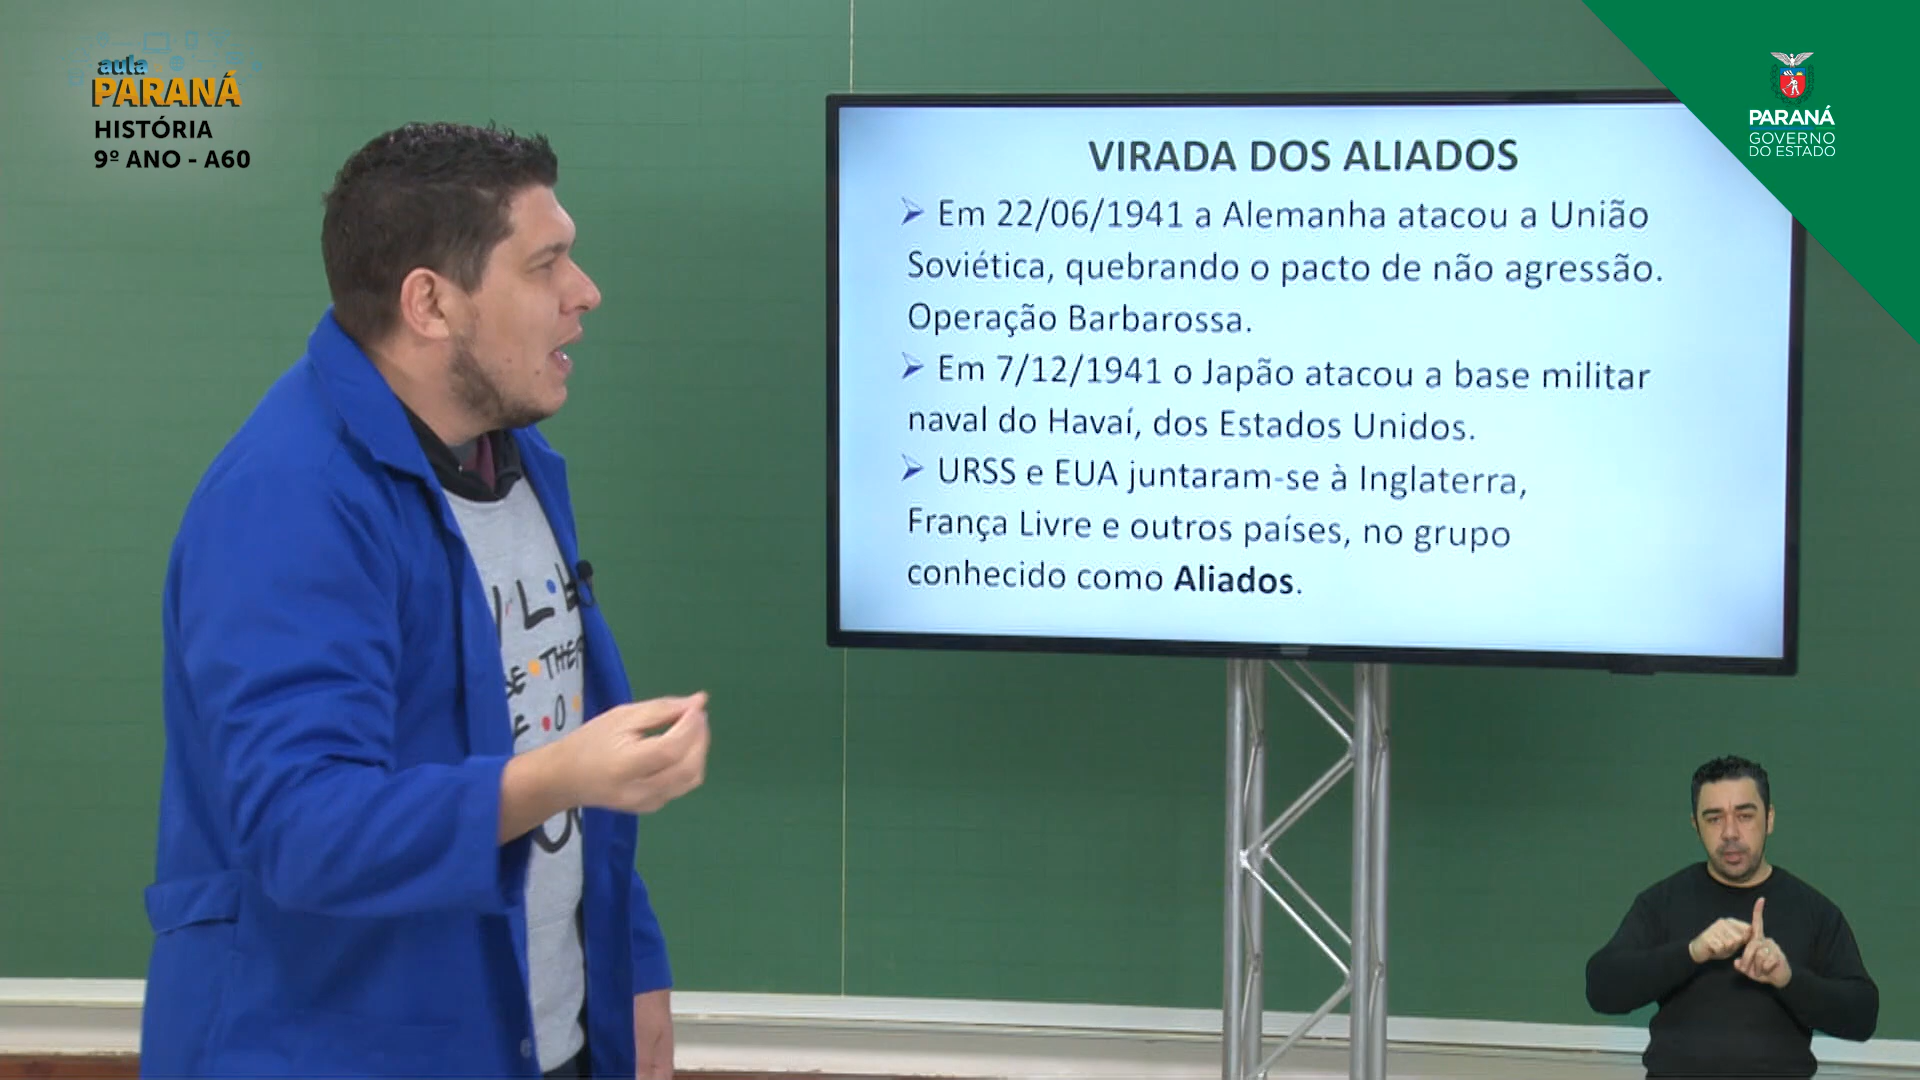 aula
PARANÁ
HISTÓRIA
9º ANO - A60
VIRADA DOS ALIADOS
Em 22/06/1941 a Alemanha atacou a União
Soviética, quebrando o pacto de não agressão.
Operação Barbarossa.
Em 7/12/1941 o Japão atacou a base militar
naval do Havaí, dos Estados Unidos.
URSS e EUA juntaram-se à Inglaterra,
França Livre e outros países, no grupo
conhecido como Aliados.
PARANÁ
GOVERNO
DO ESTADO